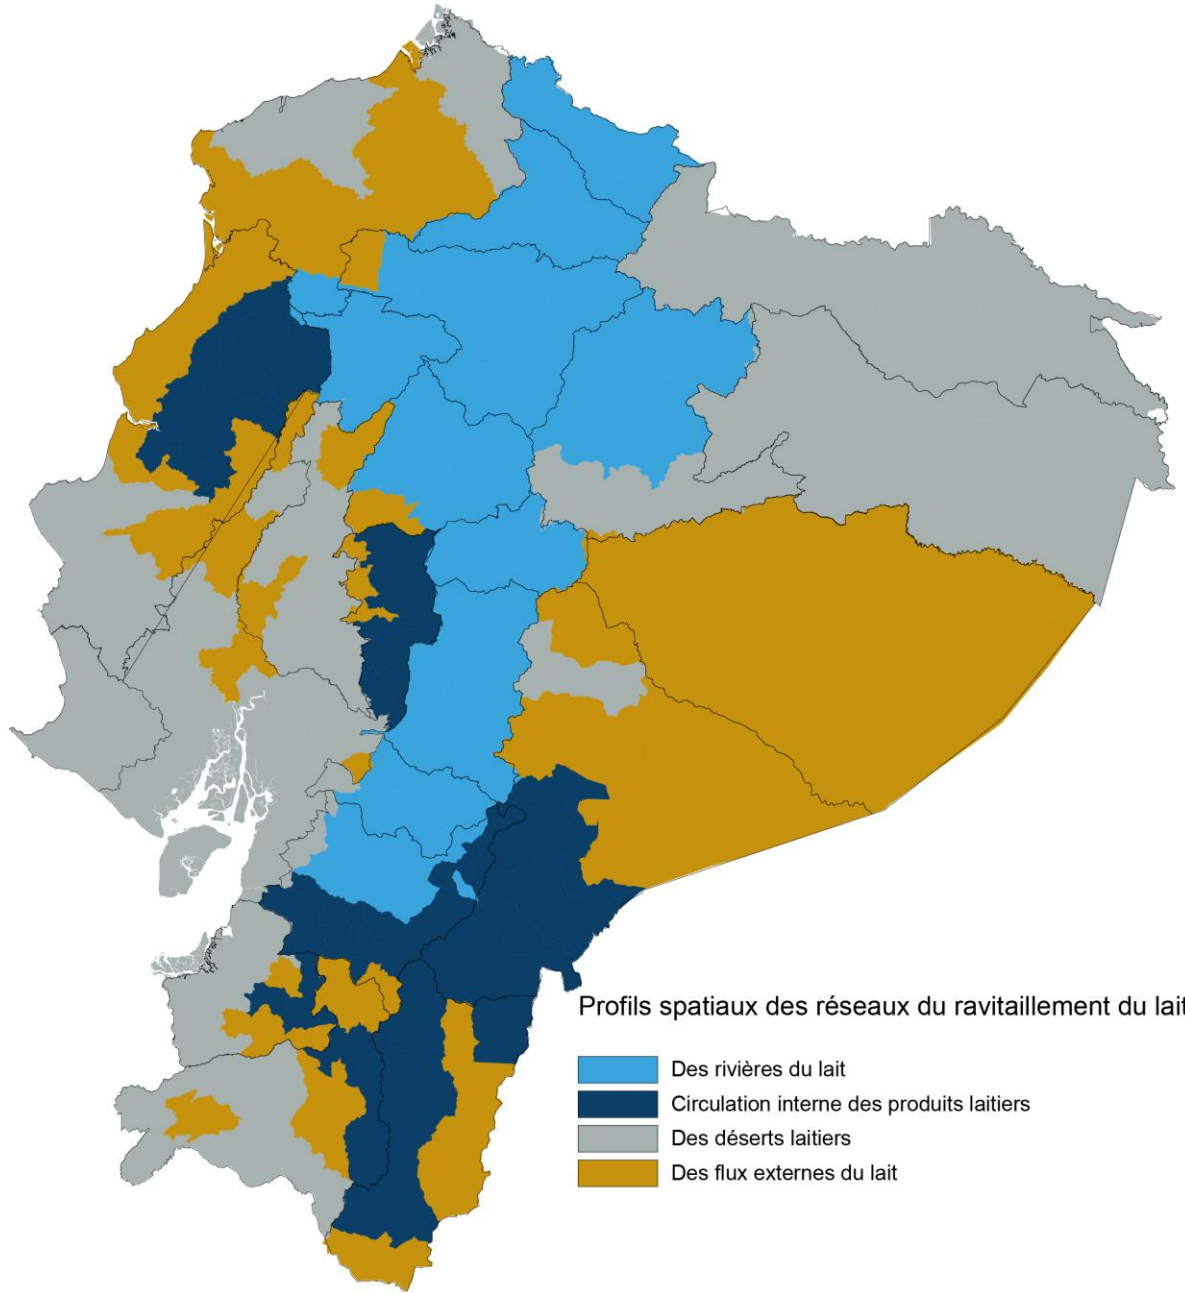 Profils spatiaux des réseaux du ravitaillement du lait
Des rivières du lait
Circulation interne des produits laitiers
Des déserts laitiers
Des flux externes du lait